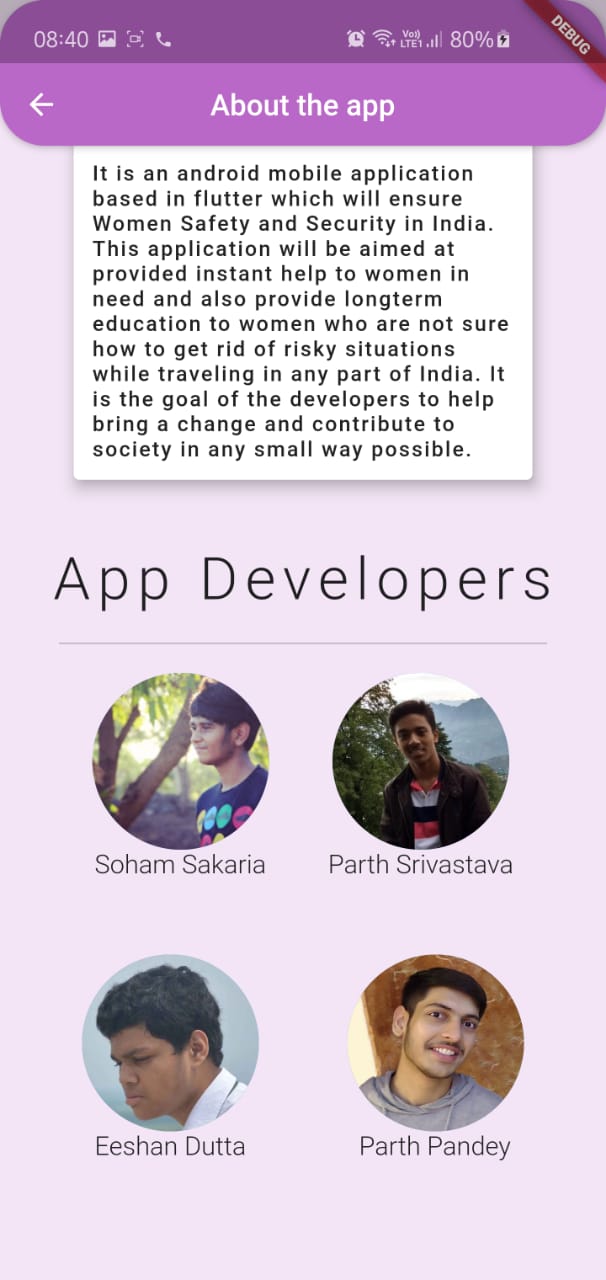 08:40 Vo)) LTE1 80%
DEBUG
About the app
It is an android mobile application
based in flutter which will ensure
Women Safety and Security in India.
This application will be aimed at
provided instant help to women in
need and also provide longterm
education to women who are not sure
how to get rid of risky situations
while traveling in any part of India. It
is the goal of the developers to help
bring a change and contribute to
society in any small way possible.
App Developers
Soham Sakaria
Parth Srivastava
Eeshan Dutta
Parth Pandey